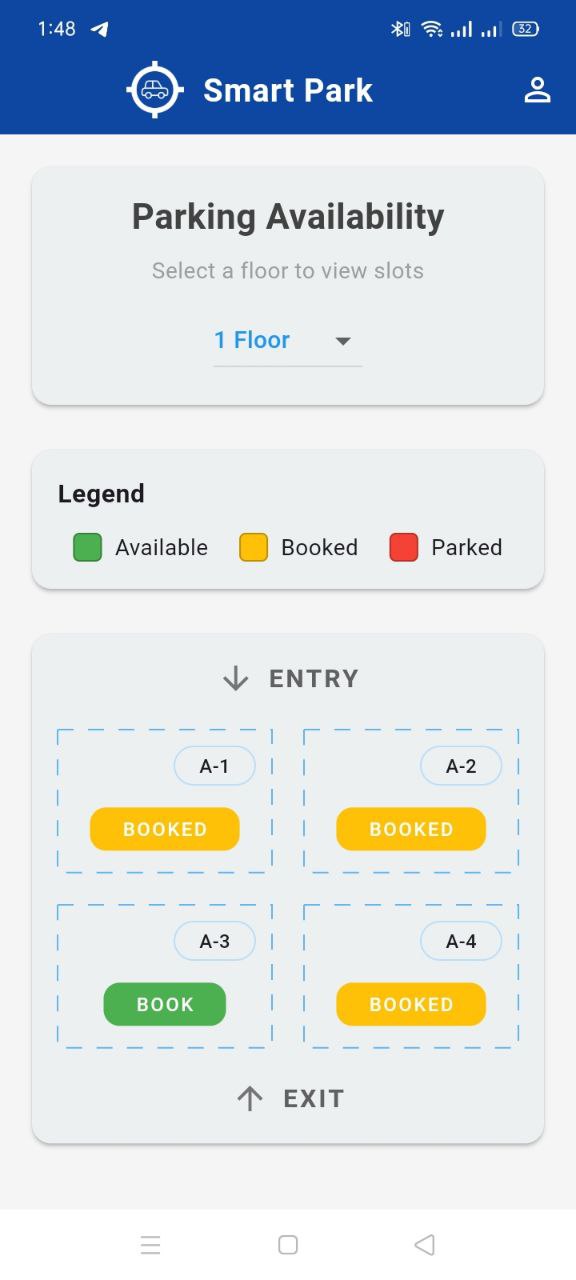 1:48 32
Smart Park
Parking Availability
Select a floor to view slots
1 Floor
Legend
Available Booked Parked
ENTRY
A-1 A-2
BOOKED BOOKED
A-3 A-4
BOOK BOOKED
EXIT